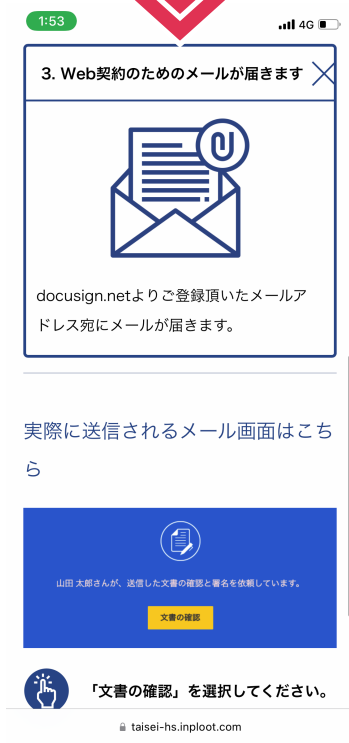 1:53
4G
3. Web契約のためのメールが届きます
docusign.netよりご登録頂いたメールア
ドレス宛にメールが届きます。
実際に送信されるメール画面はこち
ら
山田 太郎さんが、送信した文書の確認と署名を依頼しています。
文書の確認
「文書の確認」を選択してください。
taisei-hs.inploot.com